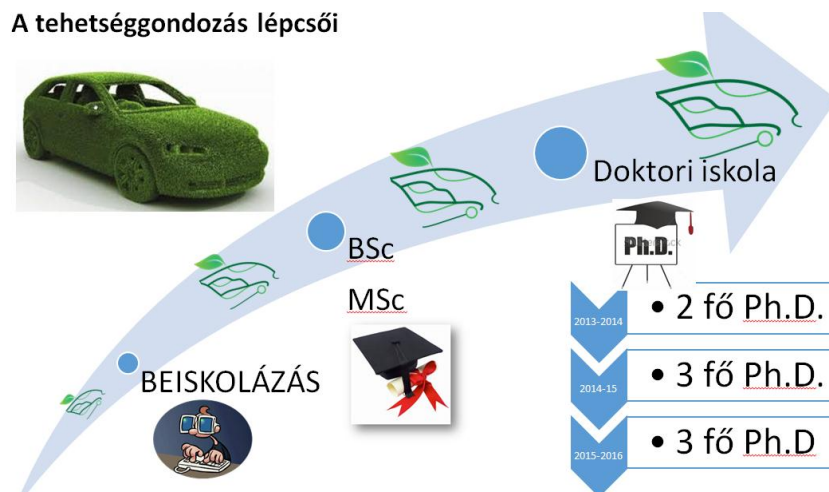 A tehetséggondozás lépcsői
Doktori iskola
Ph.D.
BSc
MSc
BEISKOLÁZÁS
2013-2014
• 2 fő Ph.D.
2014-15
• 3 fő Ph.D.
2015-2016
• 3 fő Ph.D